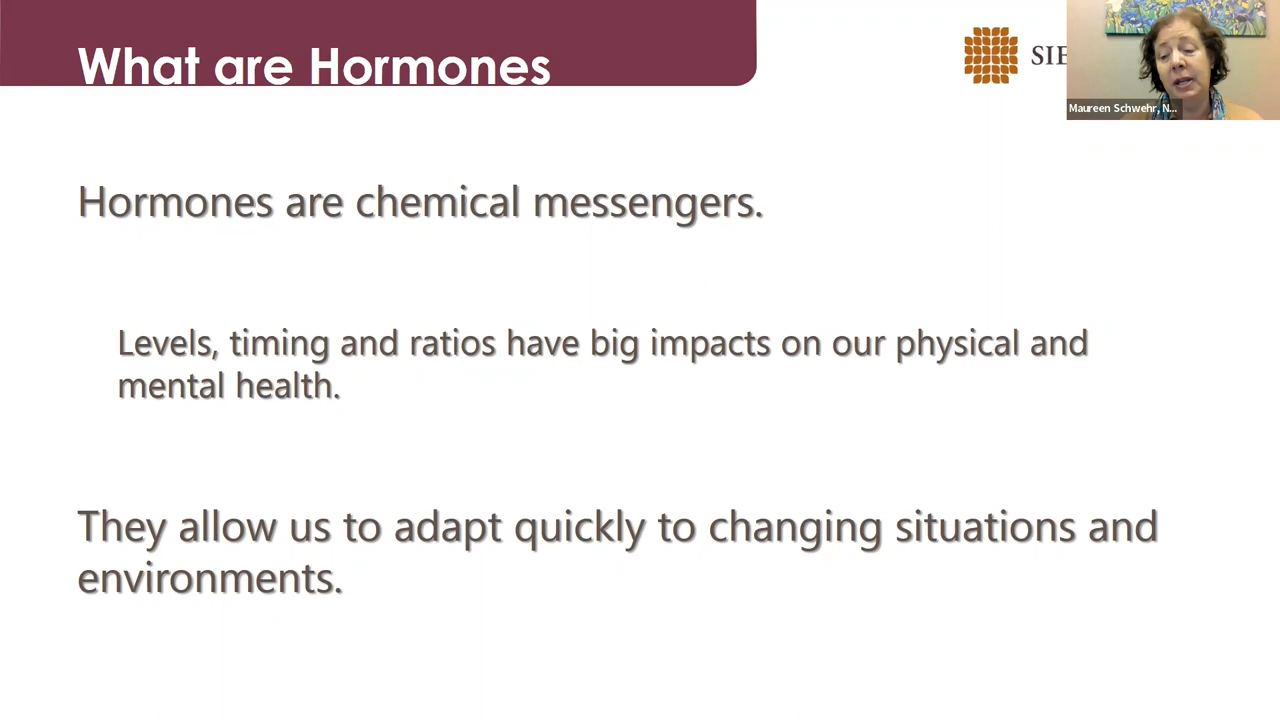 What are Hormones
SIE
Maureen Schwehr, N...
Hormones are chemical messengers.
Levels, timing and ratios have big impacts on our physical and
mental health.
They allow us to adapt quickly to changing situations and
environments.